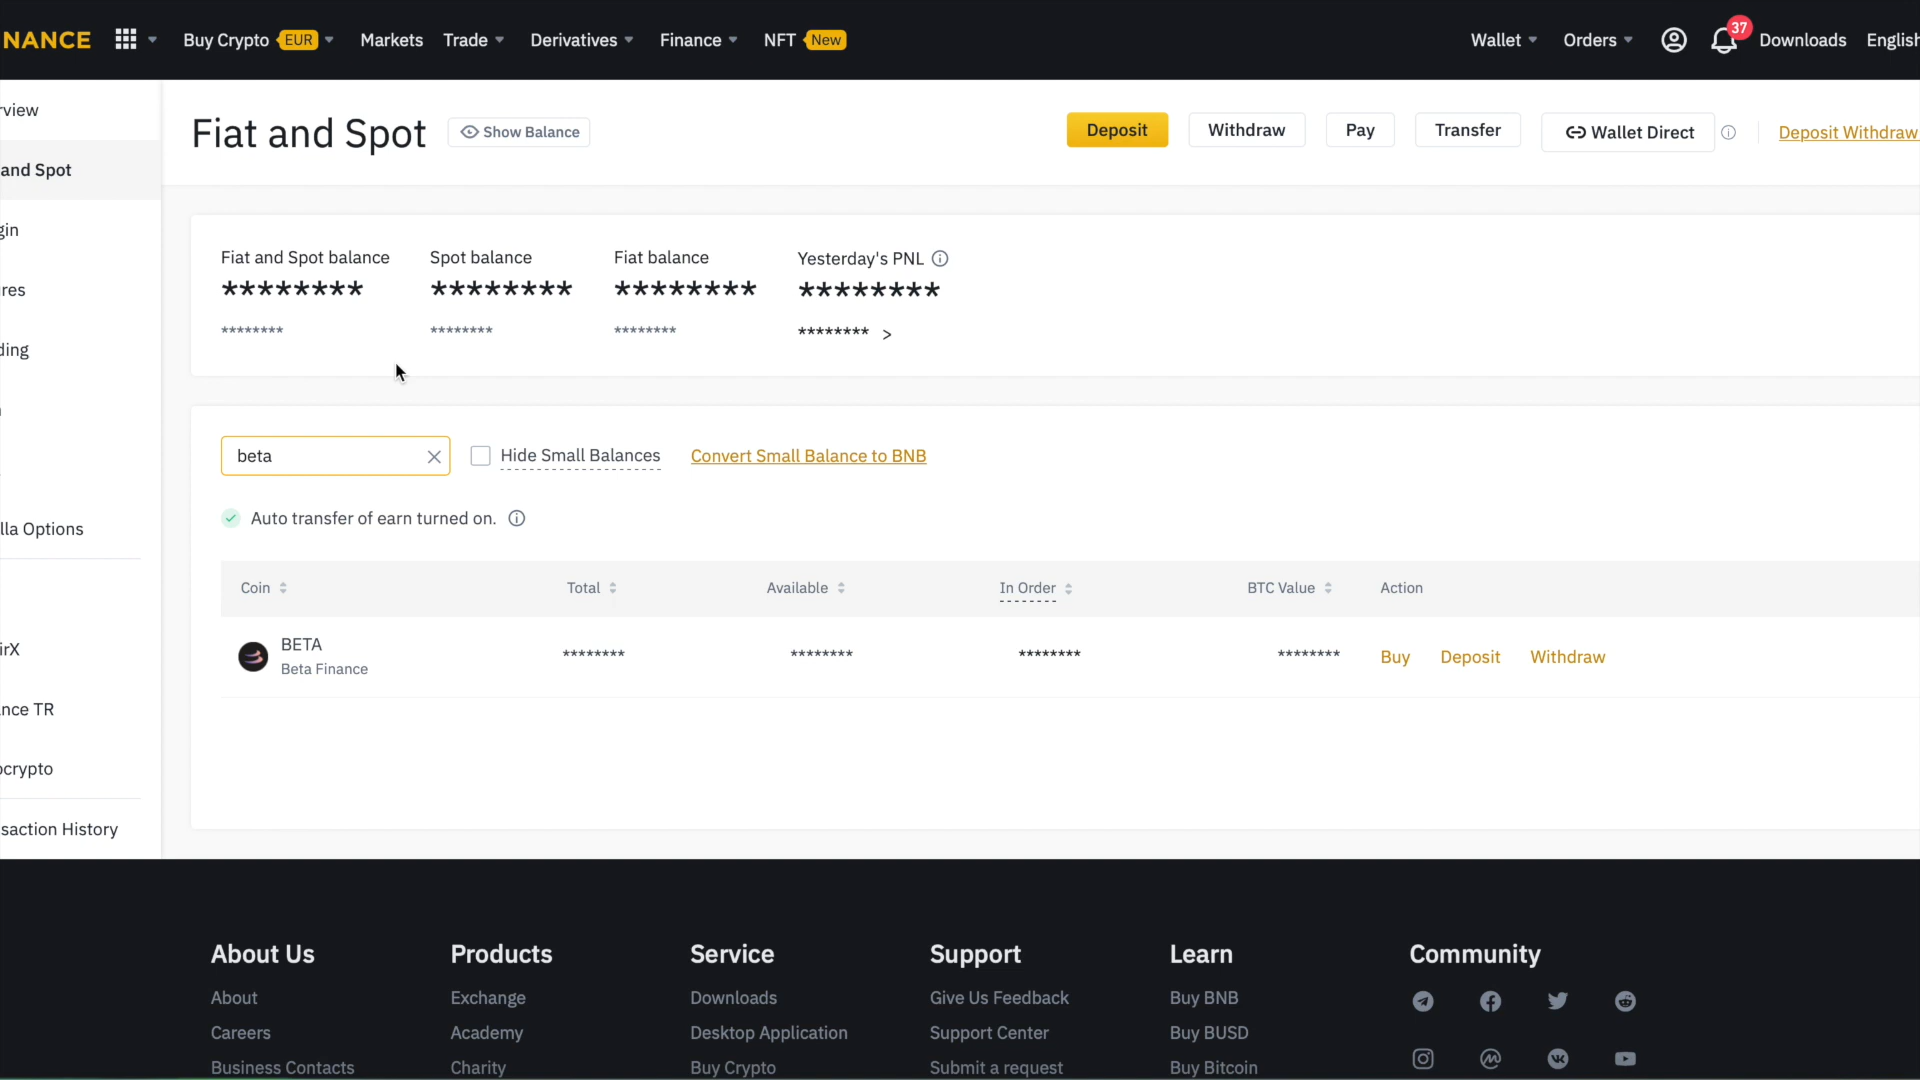 NANCE Buy Crypto EUR Markets Trade Derivatives Finance NFT New Wallet Orders 37 Downloads English
rview
and Spot
gin
res
ding
lla Options
irX
nce TR
ocrypto
saction History
Fiat and Spot Show Balance Deposit Withdraw Pay Transfer Wallet Direct Deposit Withdraw
Fiat and Spot balance Spot balance Fiat balance Yesterday's PNL
******** ******** ******** ********
******** ******** ******** ******** >
beta Hide Small Balances Convert Small Balance to BNB
Auto transfer of earn turned on.
Coin Total Available In Order BTC Value Action
BETA ******** ******** ******** ******** Buy Deposit Withdraw
Beta Finance
About Us Products Service Support Learn Community
About Exchange Downloads Give Us Feedback Buy BNB
Careers Academy Desktop Application Support Center Buy BUSD
Business Contacts Charity Buy Crypto Submit a request Buy Bitcoin